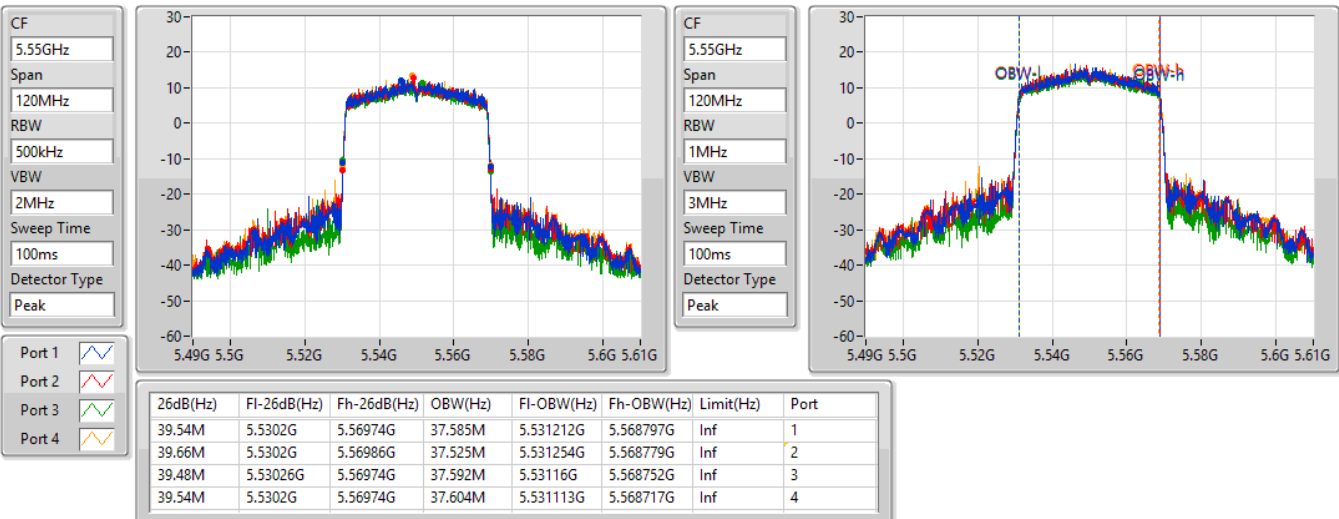 CF
5.55GHz
Span
120MHz
RBW
500kHz
VBW
2MHz
Sweep Time
100ms
Detector Type
Peak
30
20
10
0
-10
-20
-30
-40
-50
-60
5.49G 5.5G 5.52G 5.54G 5.56G 5.58G 5.6G 5.61G
CF
5.55GHz
Span
120MHz
RBW
1MHz
VBW
3MHz
Sweep Time
100ms
Detector Type
Peak
30
20
10
0
-10
-20
-30
-40
-50
-60
OBW-l OBW-h
5.49G 5.5G 5.52G 5.54G 5.56G 5.58G 5.6G 5.61G
Port 1
Port 2
Port 3
Port 4
26dB(Hz) Fl-26dB(Hz) Fh-26dB(Hz) OBW(Hz) Fl-OBW(Hz) Fh-OBW(Hz) Limit(Hz) Port
39.54M 5.5302G 5.56974G 37.585M 5.531212G 5.568797G Inf 1
39.66M 5.5302G 5.56986G 37.525M 5.531254G 5.568779G Inf 2
39.48M 5.53026G 5.56974G 37.592M 5.53116G 5.568752G Inf 3
39.54M 5.5302G 5.56974G 37.604M 5.531113G 5.568717G Inf 4